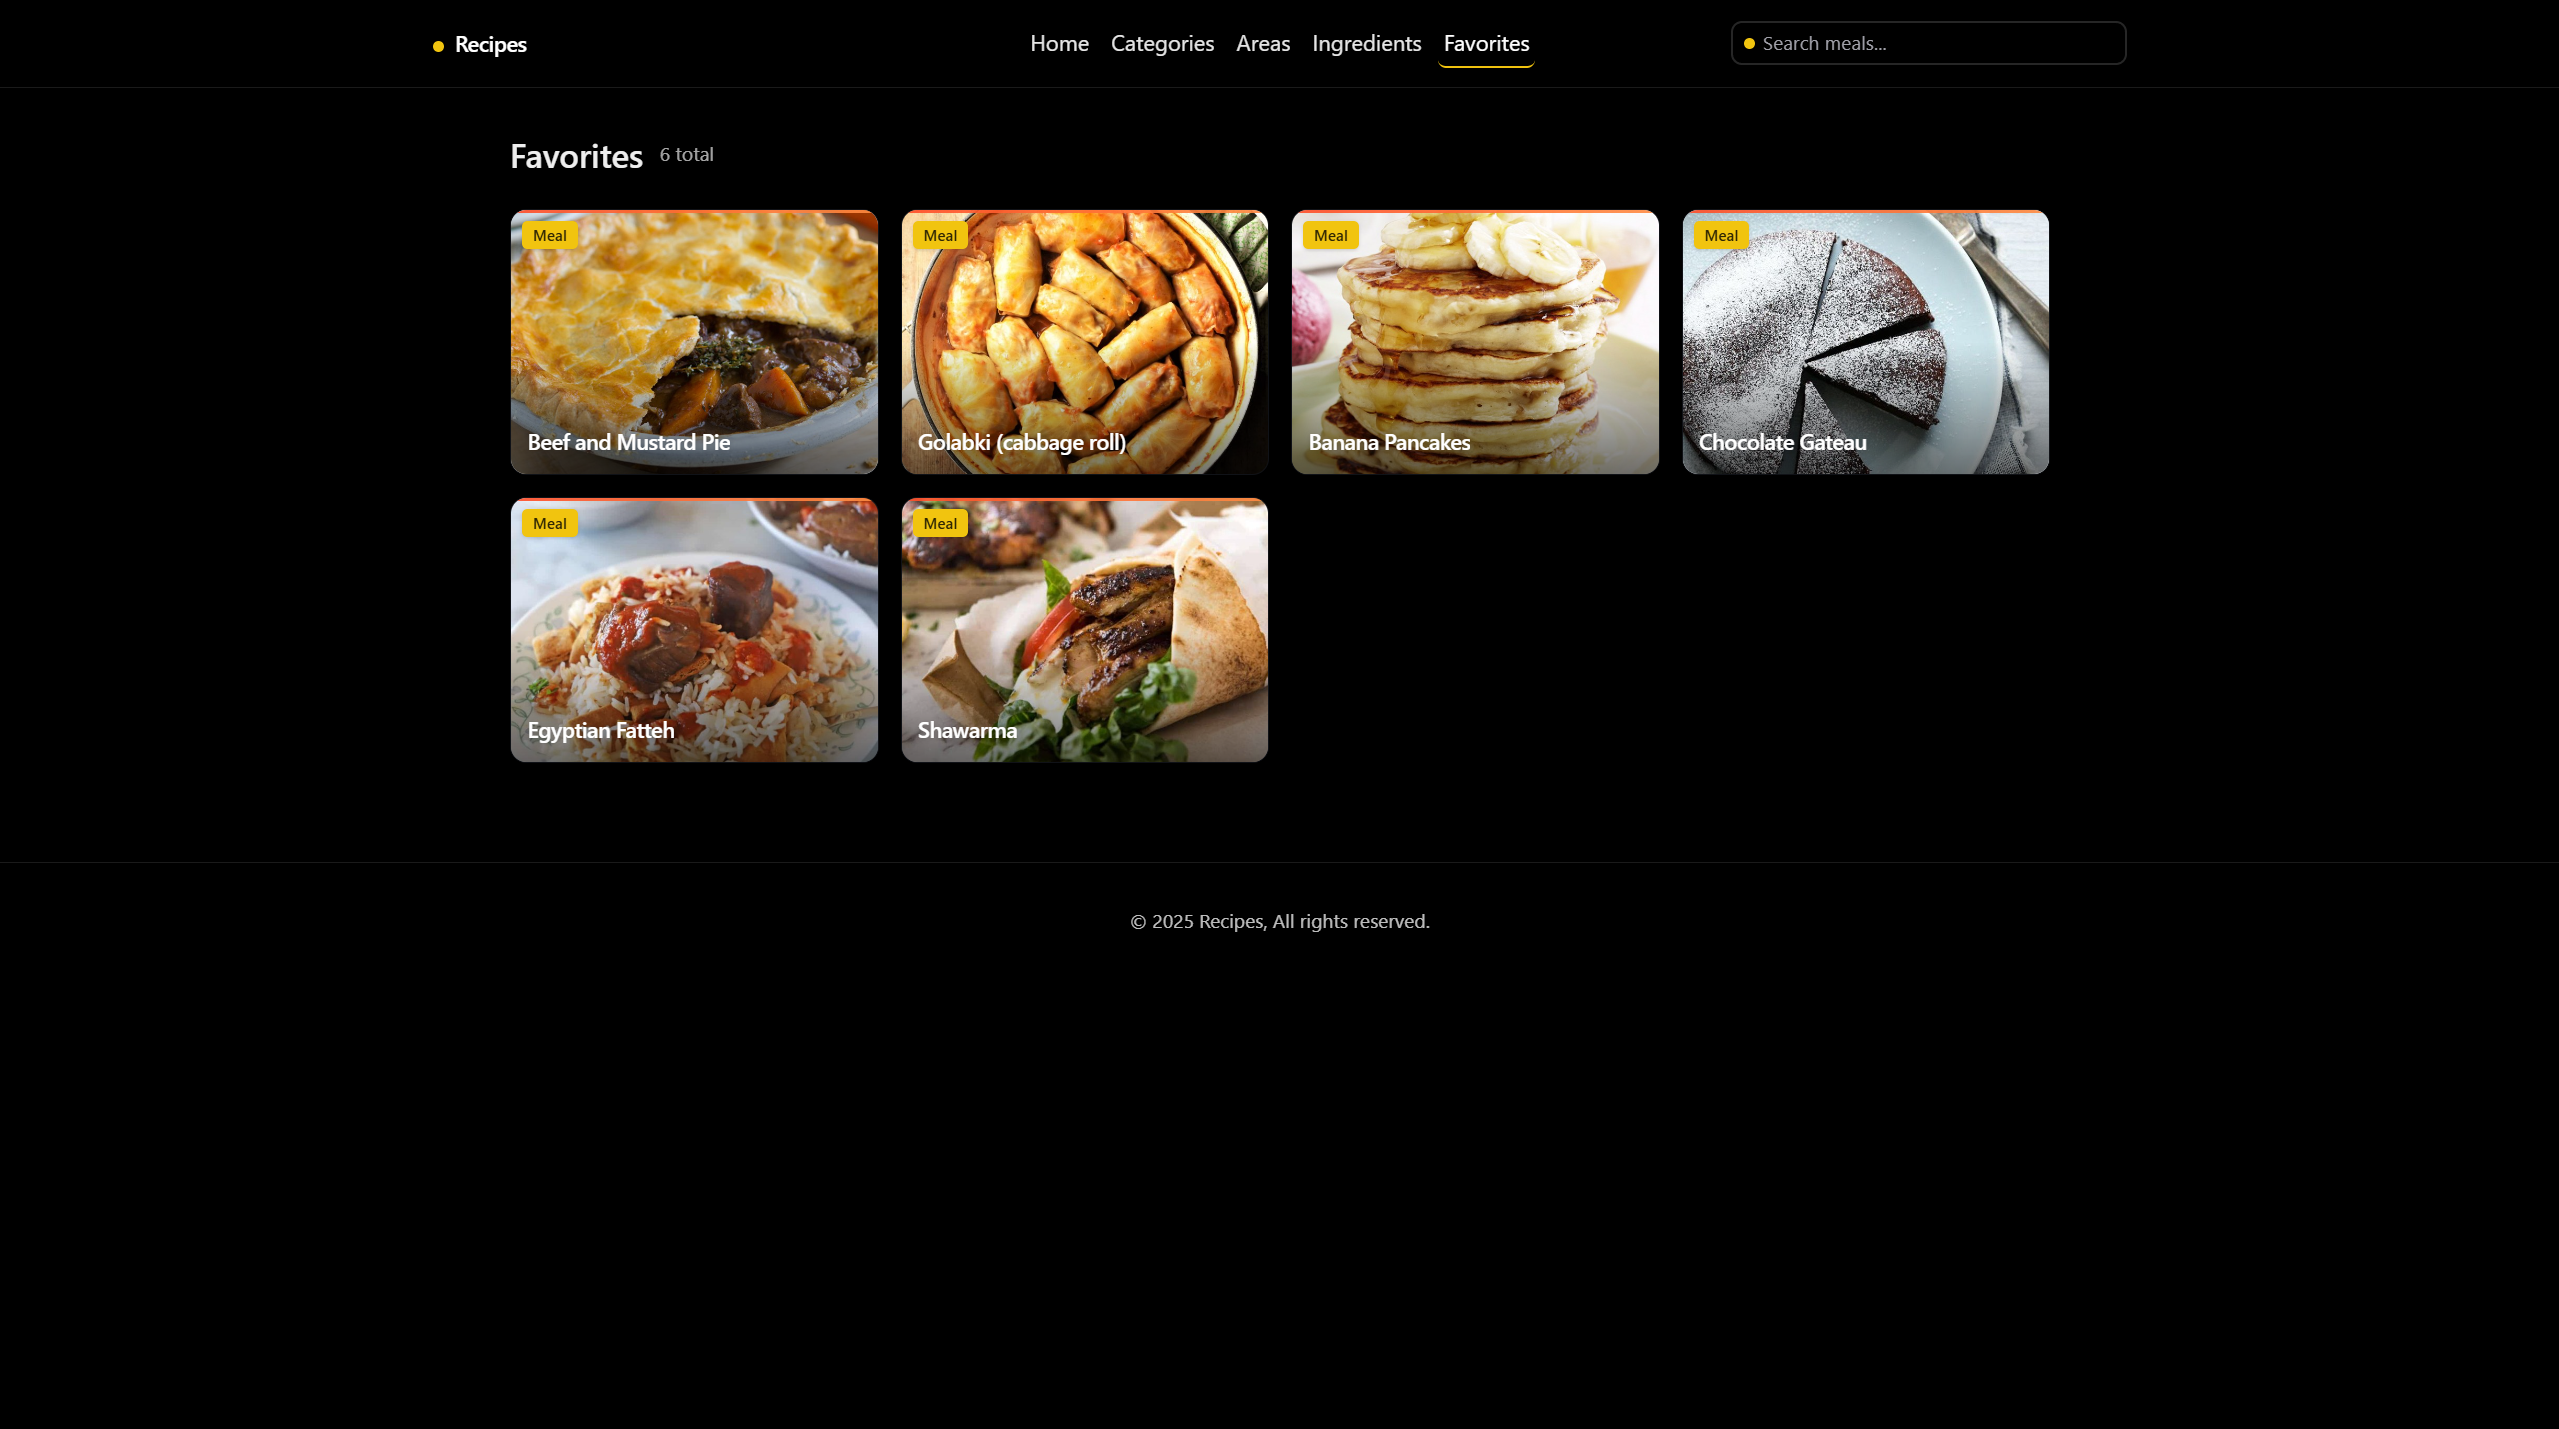 Recipes
Home Categories Areas Ingredients Favorites
Search meals...
Favorites 6 total
Meal
Beef and Mustard Pie
Meal
Golabki (cabbage roll)
Meal
Banana Pancakes
Meal
Chocolate Gateau
Meal
Egyptian Fatteh
Meal
Shawarma
© 2025 Recipes, All rights reserved.